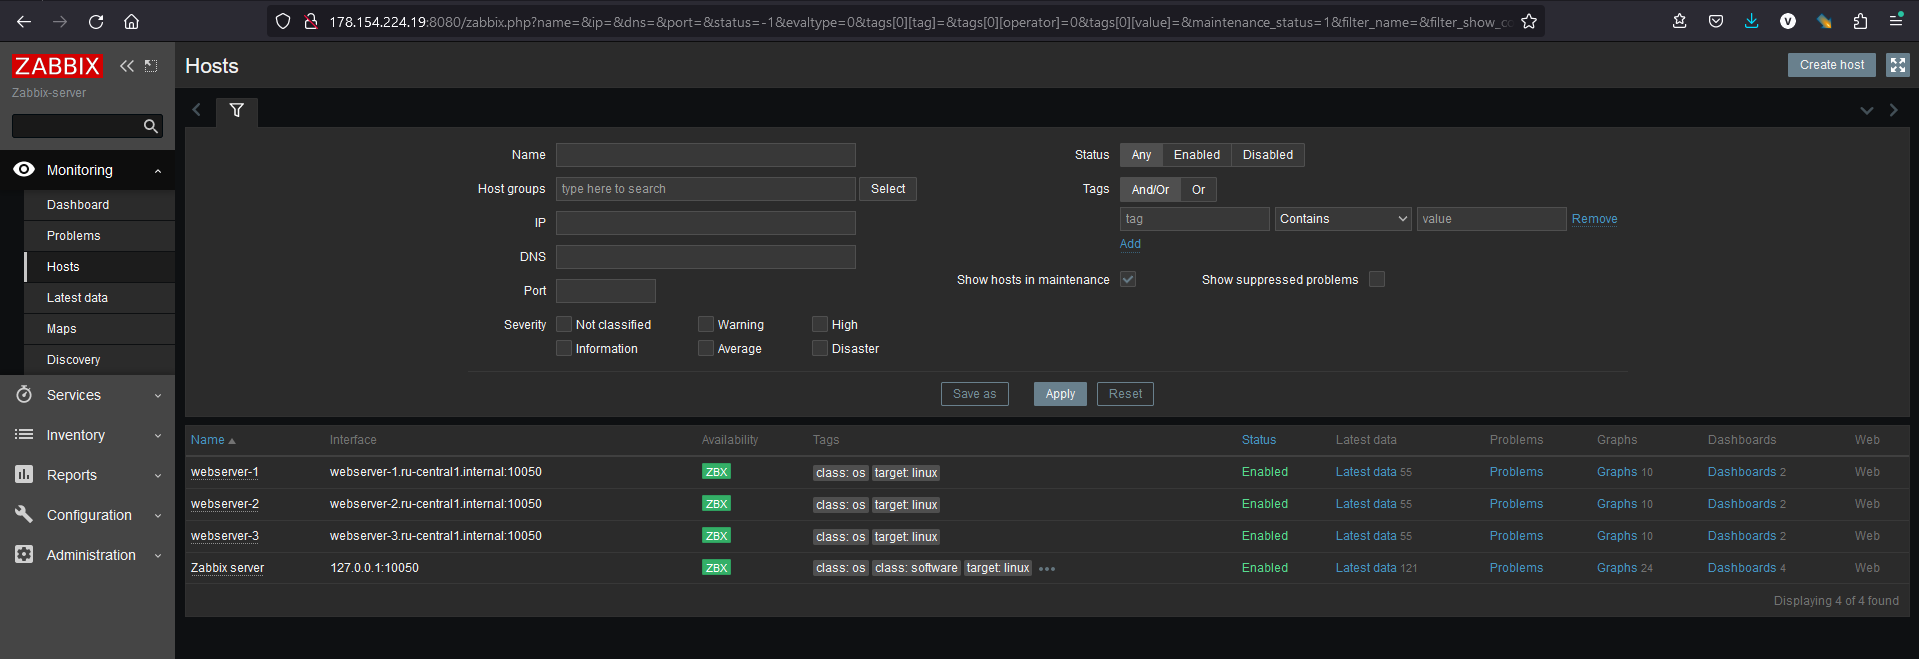 178.154.224.19:8080/zabbix.php?name=&ip=&dns=&port=&status=-1&evaltype=0&tags[0][tag]=&tags[0][operator]=0&tags[0][value]=&maintenance_status=1&filter_name=&filter_show_c
V
ZABBIX
Zabbix-server
Hosts
Create host
Monitoring
Dashboard
Problems
Hosts
Latest data
Maps
Discovery
Services
Inventory
Reports
Configuration
Administration
Name
Host groups type here to search Select
IP
DNS
Port
Severity Not classified Warning High
Information Average Disaster
Status Any Enabled Disabled
Tags And/Or Or
tag Contains value Remove
Add
Show hosts in maintenance Show suppressed problems
Save as Apply Reset
Name Interface Availability Tags Status Latest data Problems Graphs Dashboards Web
webserver-1 webserver-1.ru-central1.internal:10050 ZBX class: os target: linux Enabled Latest data 55 Problems Graphs 10 Dashboards 2 Web
webserver-2 webserver-2.ru-central1.internal:10050 ZBX class: os target: linux Enabled Latest data 55 Problems Graphs 10 Dashboards 2 Web
webserver-3 webserver-3.ru-central1.internal:10050 ZBX class: os target: linux Enabled Latest data 55 Problems Graphs 10 Dashboards 2 Web
Zabbix server 127.0.0.1:10050 ZBX class: os class: software target: linux ••• Enabled Latest data 121 Problems Graphs 24 Dashboards 4 Web
Displaying 4 of 4 found